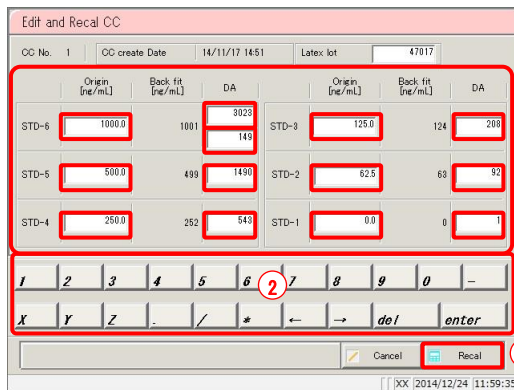 Edit and Recal CC
CC No. 1 CC create Date 14/11/17 14:51 Latex lot 47017
Origin [ng/mL] Back fit [ng/mL] DA Origin [ng/mL] Back fit [ng/mL] DA
STD-6 1000.0 1001 3023 149 STD-3 125.0 124 208
STD-5 500.0 499 1490 STD-2 62.5 63 92
STD-4 250.0 252 543 STD-1 0.0 0 1
1 2 3 4 5 6 7 8 9 0 -
2
X Y Z . / * ← → del enter
Cancel Recal
XX 2014/12/24 11:59:35